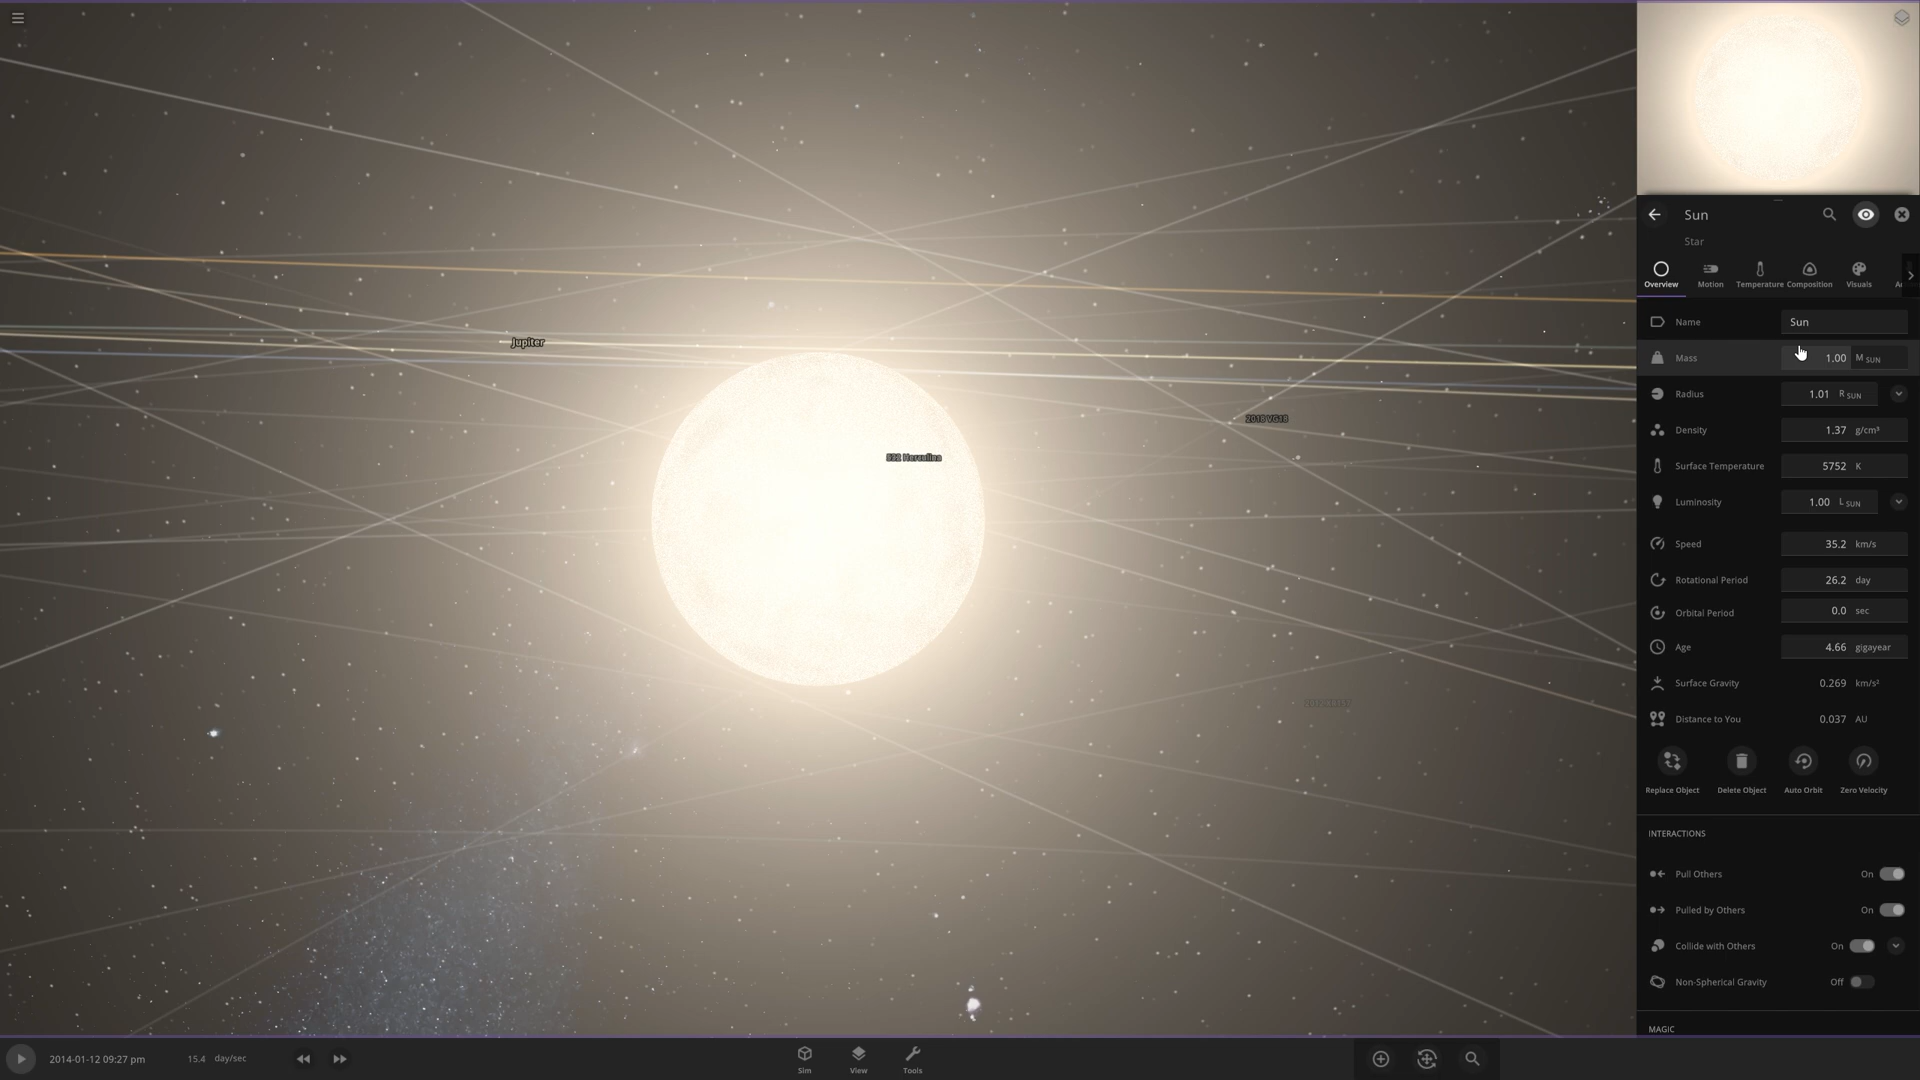 Jupiter
2018 VG18
532 Herculina
Sun
Star
Overview
Motion
Temperature
Composition
Visuals
Name
Sun
Mass
1.00 M SUN
Radius
1.01 R SUN
Density
1.37 g/cm³
Surface Temperature
5752 K
Luminosity
1.00 L SUN
Speed
35.2 km/s
Rotational Period
26.2 day
Orbital Period
0.0 sec
Age
4.66 gigayear
Surface Gravity
0.269 km/s²
Distance to You
0.037 AU
Replace Object
Delete Object
Auto Orbit
Zero Velocity
INTERACTIONS
Pull Others
On
Pulled by Others
On
Collide with Others
On
Non-Spherical Gravity
Off
MAGIC
2014-01-12 09:27 pm
15.4 day/sec
Sim
View
Tools